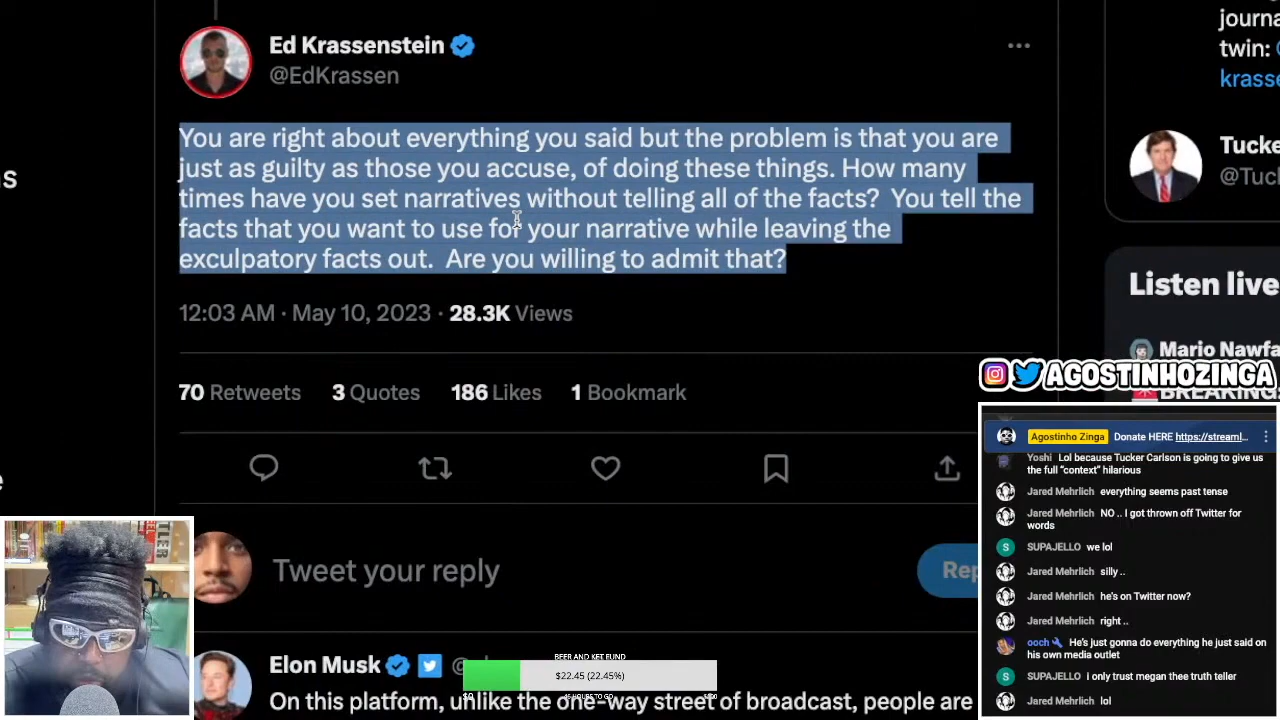 journa
twin:
krasse
Ed Krassenstein
@EdKrassen
You are right about everything you said but the problem is that you are
just as guilty as those you accuse, of doing these things. How many
times have you set narratives without telling all of the facts?  You tell the
facts that you want to use for your narrative while leaving the
exculpatory facts out.  Are you willing to admit that?
12:03 AM · May 10, 2023 · 28.3K Views
70 Retweets 3 Quotes 186 Likes 1 Bookmark
Tweet your reply
Rep
Elon Musk
On this platform, unlike the one-way street of broadcast, people are
BEER AND KET FUND
$22.45 (22.45%)
s
e
Tucke
@Tuc
Listen live
Mario Nawfa
BREAKING
AGOSTINHOZINGA
Agostinho Zinga Donate HERE https://streaml...
Yoshi Lol because Tucker Carlson is going to give us
the full “context” hilarious
Jared Mehrlich everything seems past tense
Jared Mehrlich NO .. I got thrown off Twitter for
words
S SUPAJELLO we lol
Jared Mehrlich silly ..
Jared Mehrlich he's on Twitter now?
Jared Mehrlich right ..
ooch He's just gonna do everything he just said
on his own media outlet
S SUPAJELLO i only trust megan thee truth teller
Jared Mehrlich lol